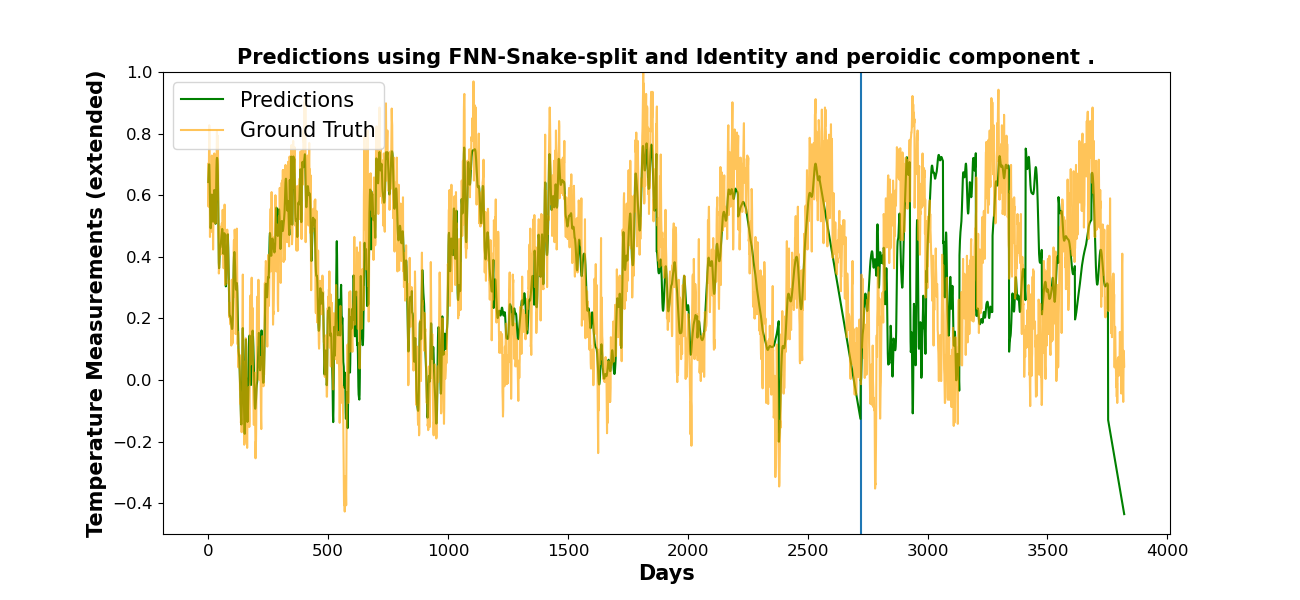 Predictions using FNN-Snake-split and Identity and peroidic component .
Temperature Measurements (extended)
1.0
0.8
0.6
0.4
0.2
0.0
−0.2
−0.4
Predictions
Ground Truth
0 500 1000 1500 2000 2500 3000 3500 4000
Days